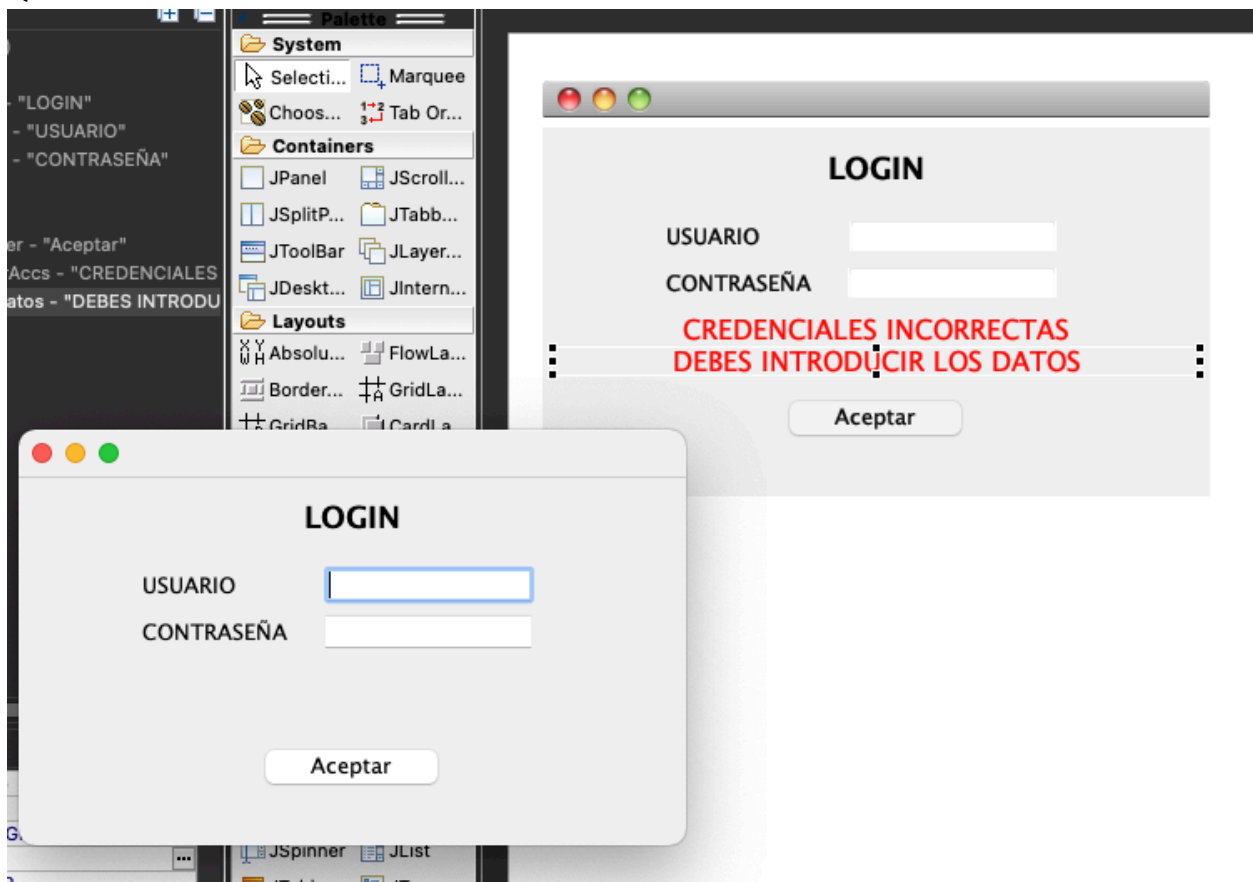 Palette
System
Selecti... Marquee
Choos... Tab Or...
Containers
JPanel JScroll...
JSplitP... JTabb...
JToolBar JLayer...
JDeskt... JIntern...
Layouts
Absolu... FlowLa...
Border... GridLa...
GridBa... CardLa...
JSpinner JList
- "LOGIN"
- "USUARIO"
- "CONTRASEÑA"
er - "Aceptar"
rAccs - "CREDENCIALES
atos - "DEBES INTRODU
LOGIN
USUARIO
CONTRASEÑA
CREDENCIALES INCORRECTAS
DEBES INTRODUCIR LOS DATOS
Aceptar
LOGIN
USUARIO
CONTRASEÑA
Aceptar